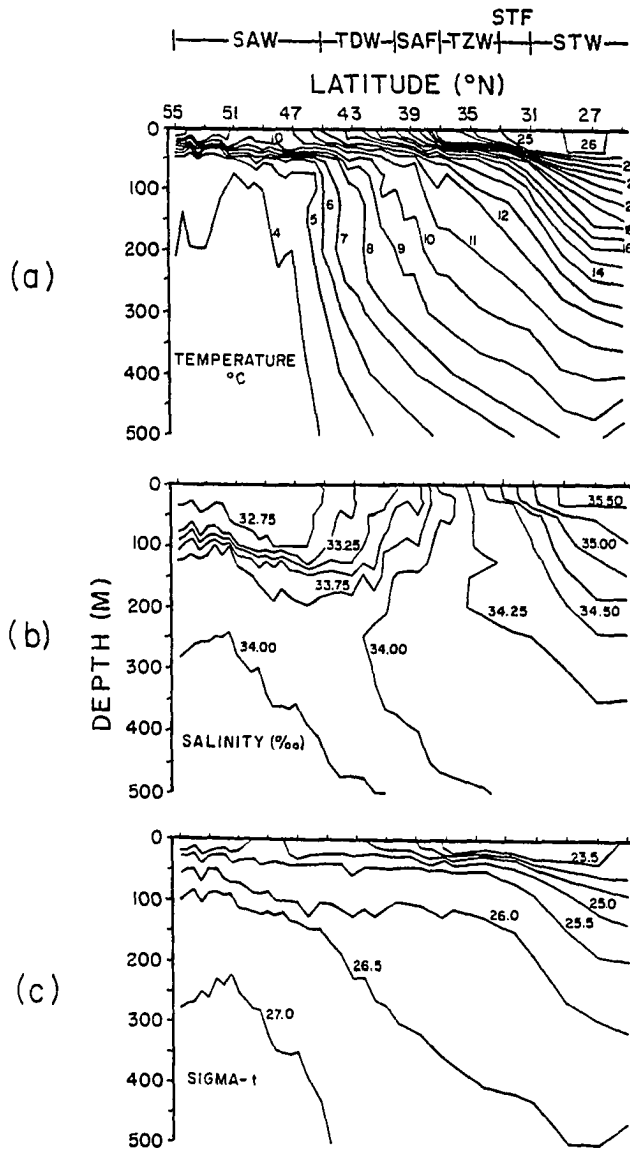 STF
SAW TDW SAF TZW STW
LATITUDE (°N)
55 51 47 43 39 35 31 27
(a)
0
100
200
300
400
500
10 25 26
4 5 6 7 8 9 10 11 12 14 16
TEMPERATURE
°C
(b)
DEPTH (M)
0
100
200
300
400
500
32.75 33.25 35.50
33.75 35.00
34.25 34.50
34.00 34.00
SALINITY (‰)
(c)
0
100
200
300
400
500
23.5
25.0
26.0 25.5
26.5
27.0
SIGMA-t